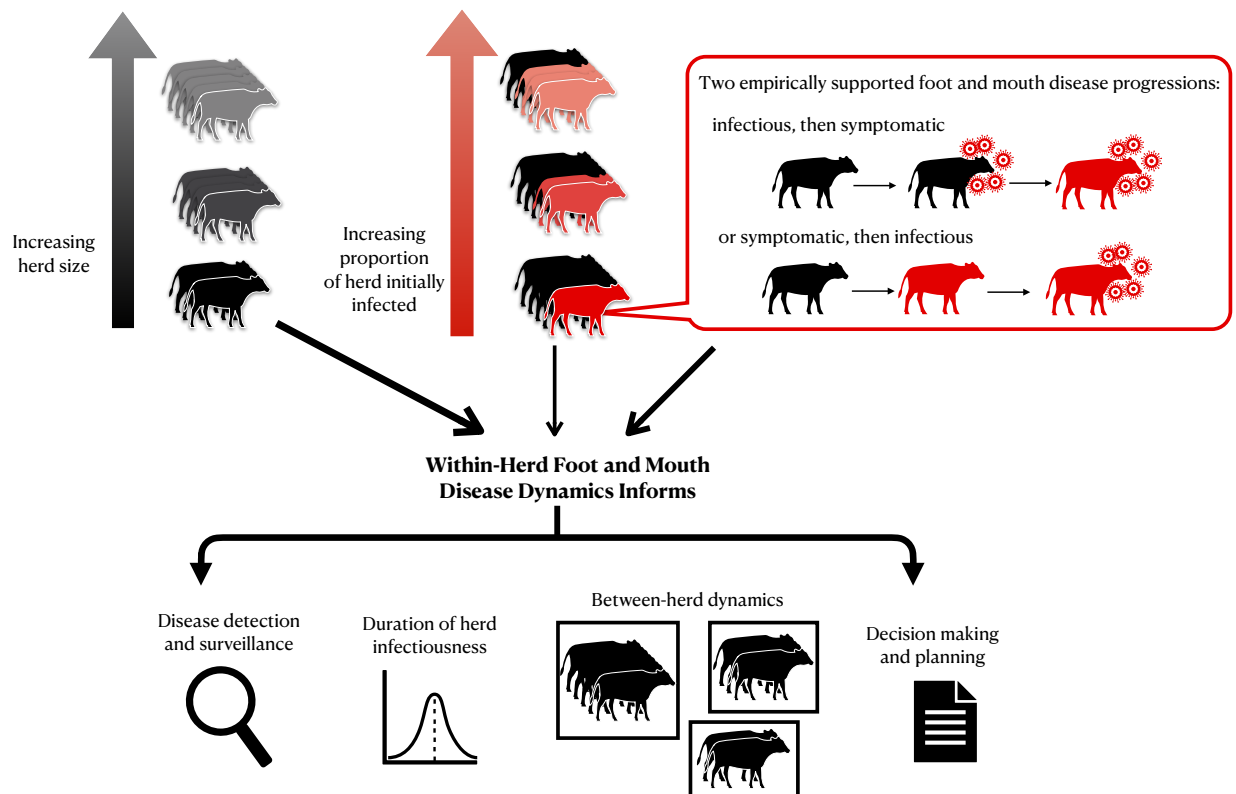 Two empirically supported foot and mouth disease progressions:
infectious, then symptomatic
or symptomatic, then infectious
Increasing
herd size
Increasing
proportion
of herd initially
infected
Within-Herd Foot and Mouth
Disease Dynamics Informs
Disease detection
and surveillance
Duration of herd
infectiousness
Between-herd dynamics
Decision making
and planning